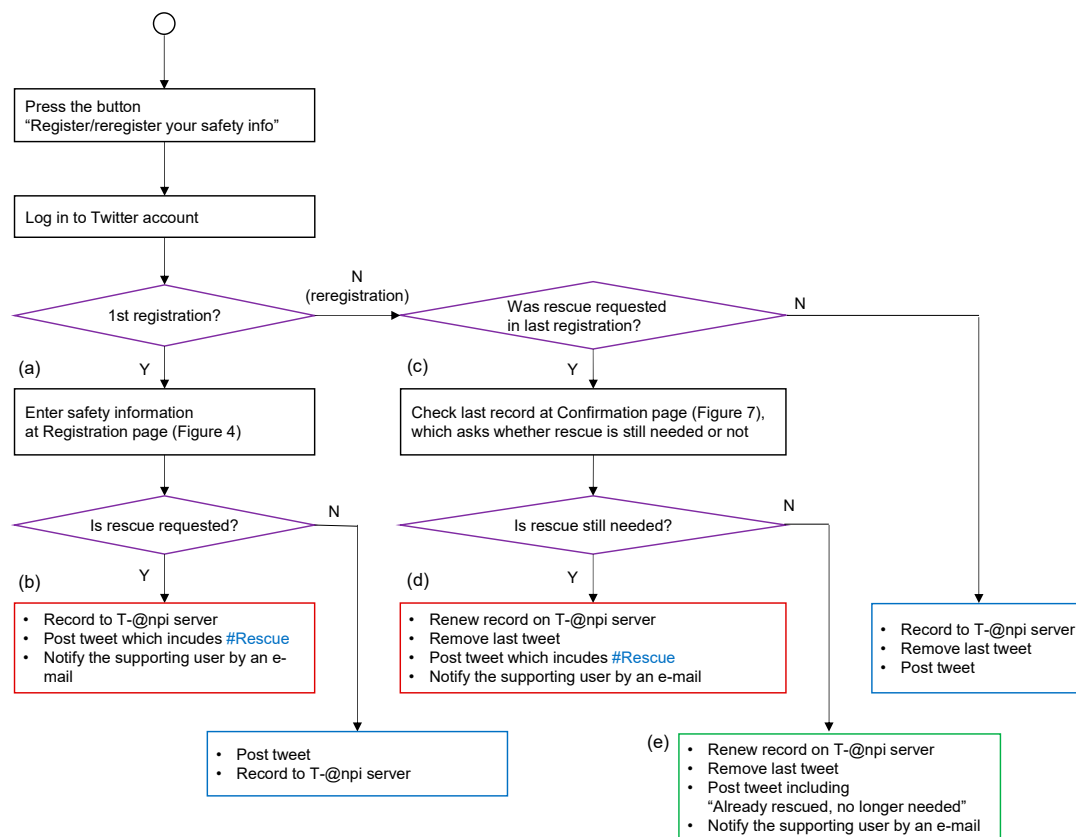 Press the button
“Register/reregister your safety info”
Log in to Twitter account
1st registration?
N
(reregistration)
Was rescue requested
in last registration?
N
(a)
Y
(c)
Y
Enter safety information
at Registration page (Figure 4)
Check last record at Confirmation page (Figure 7),
which asks whether rescue is still needed or not
Is rescue requested?
N
Is rescue still needed?
N
(b)
Y
(d)
Y
• Record to T-@npi server
• Post tweet which incudes #Rescue
• Notify the supporting user by an e-
mail
• Renew record on T-@npi server
• Remove last tweet
• Post tweet which incudes #Rescue
• Notify the supporting user by an e-mail
• Record to T-@npi server
• Remove last tweet
• Post tweet
• Post tweet
• Record to T-@npi server
(e)
• Renew record on T-@npi server
• Remove last tweet
• Post tweet including
“Already rescued, no longer needed”
• Notify the supporting user by an e-mail